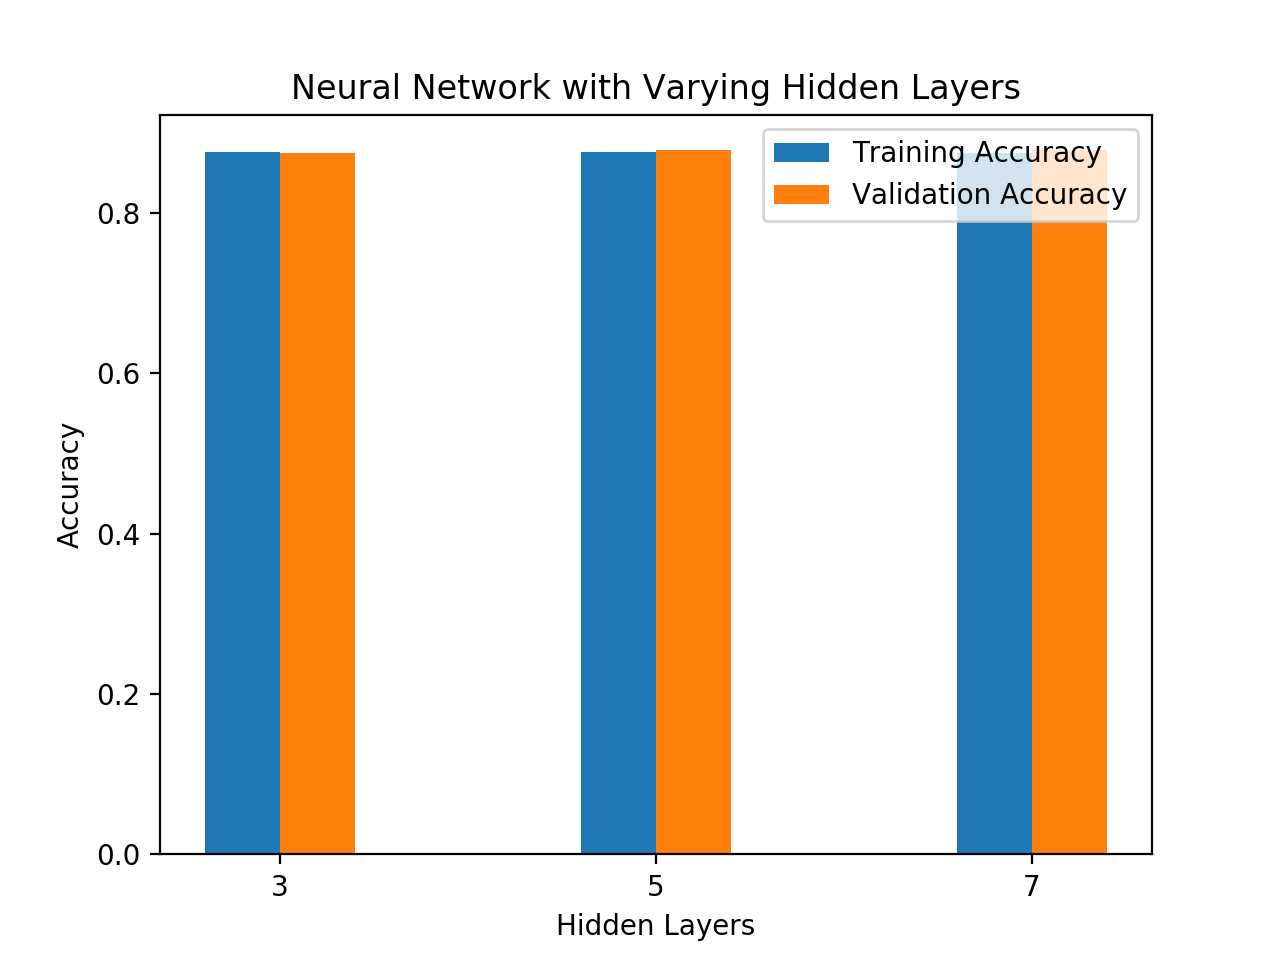 Neural Network with Varying Hidden Layers
Training Accuracy
Validation Accuracy
Accuracy
0.8
0.6
0.4
0.2
0.0
3
5
7
Hidden Layers